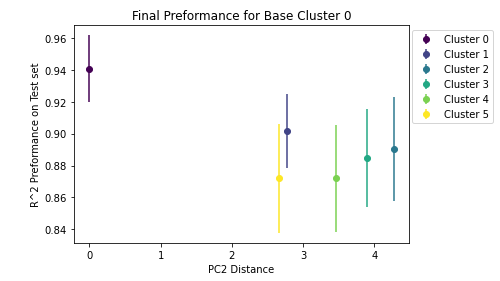 Final Preformance for Base Cluster 0
R^2 Preformance on Test set
0.96
0.94
0.92
0.90
0.88
0.86
0.84
0
1
2
3
4
PC2 Distance
Cluster 0
Cluster 1
Cluster 2
Cluster 3
Cluster 4
Cluster 5